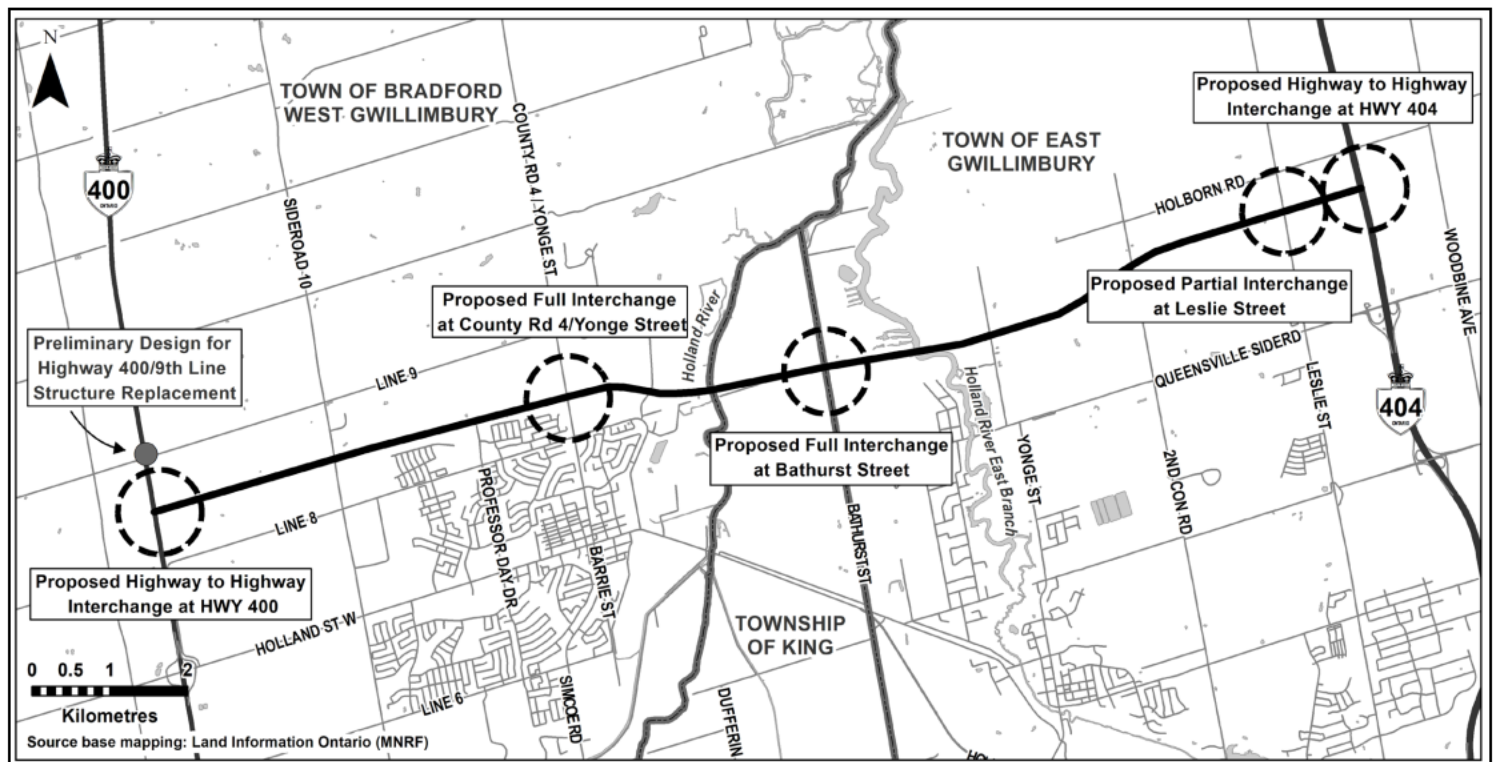 N
TOWN OF BRADFORD
WEST GWILLIMBURY
COUNTY RD 4 / YONGE ST
Proposed Highway to Highway
Interchange at HWY 404
TOWN OF EAST
GWILLIMBURY
400
ONTARIO
SIDEROAD 10
HOLBORN RD
WOODBINE AVE
Proposed Full Interchange
at County Rd 4/Yonge Street
Holland River
Proposed Partial Interchange
at Leslie Street
Preliminary Design for
Highway 400/9th Line
Structure Replacement
LINE 9
QUEENSVILLE SIDERD
LESLIE ST
404
ONTARIO
Holland River East Branch
Proposed Full Interchange
at Bathurst Street
YONGE ST
2ND CON RD
PROFESSOR DAY DR
LINE 8
BARRIE ST
BATHURST ST
Proposed Highway to Highway
Interchange at HWY 400
HOLLAND ST W
TOWNSHIP
OF KING
0 0.5 1 2
Kilometres
LINE 6
SIMCOE RD
DUFFERIN
Source base mapping: Land Information Ontario (MNRF)